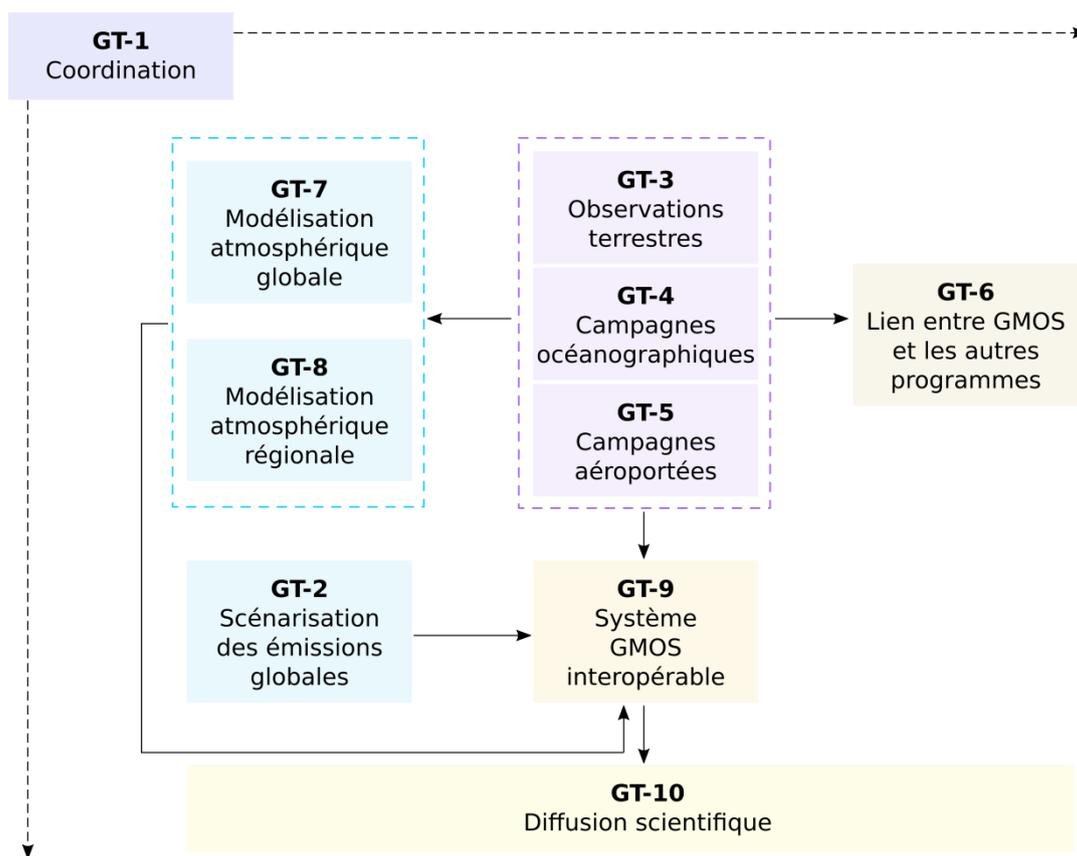 GT-1
Coordination
GT-7
Modélisation
atmosphérique
globale
GT-8
Modélisation
atmosphérique
régionale
GT-3
Observations
terrestres
GT-4
Campagnes
océanographiques
GT-5
Campagnes
aéroportées
GT-6
Lien entre GMOS
et les autres
programmes
GT-2
Scénarisation
des émissions
globales
GT-9
Système
GMOS
interopérable
GT-10
Diffusion scientifique